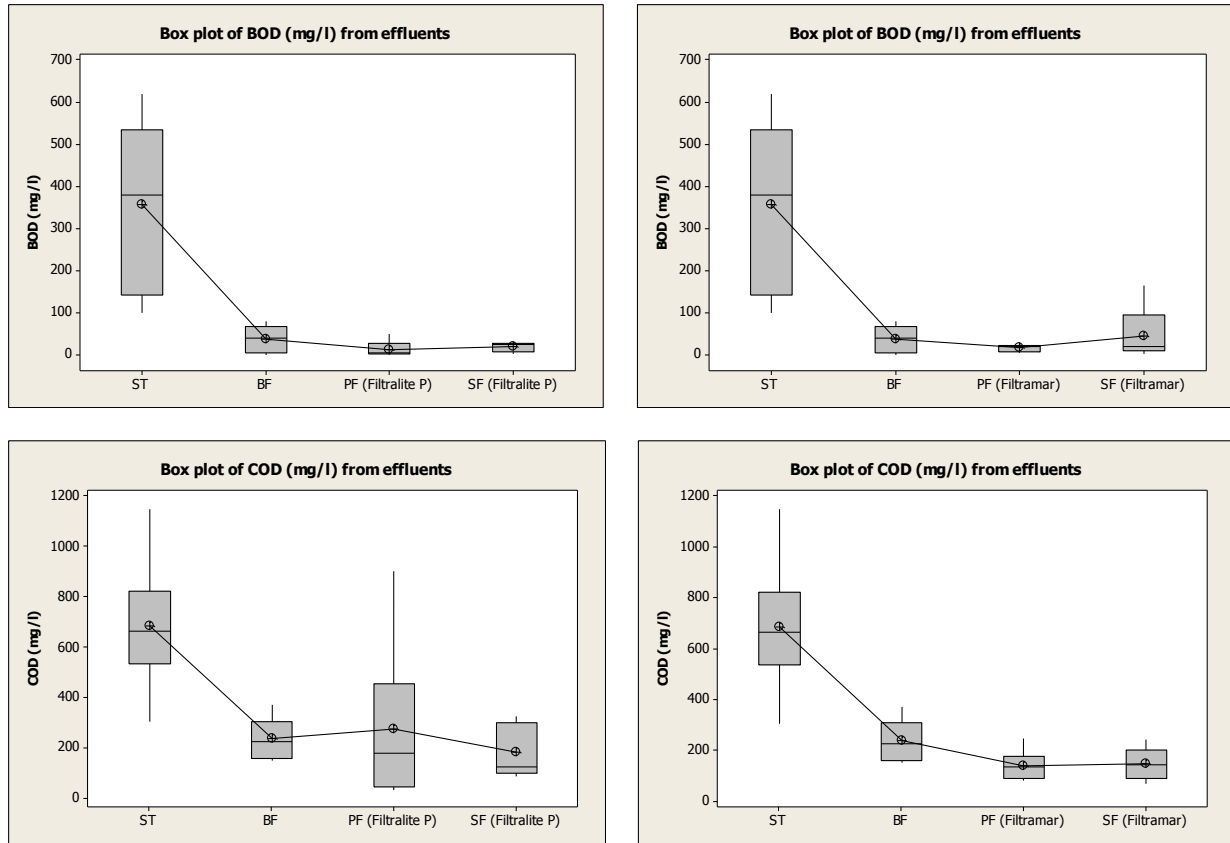 Box plot of BOD (mg/l) from effluents
700
600
500
400
300
200
100
0
BOD (mg/l)
ST BF PF (Filtralite P) SF (Filtralite P)
Box plot of BOD (mg/l) from effluents
700
600
500
400
300
200
100
0
BOD (mg/l)
ST BF PF (Filtramar) SF (Filtramar)
Box plot of COD (mg/l) from effluents
1200
1000
800
600
400
200
0
COD (mg/l)
ST BF PF (Filtralite P) SF (Filtralite P)
Box plot of COD (mg/l) from effluents
1200
1000
800
600
400
200
0
COD (mg/l)
ST BF PF (Filtramar) SF (Filtramar)